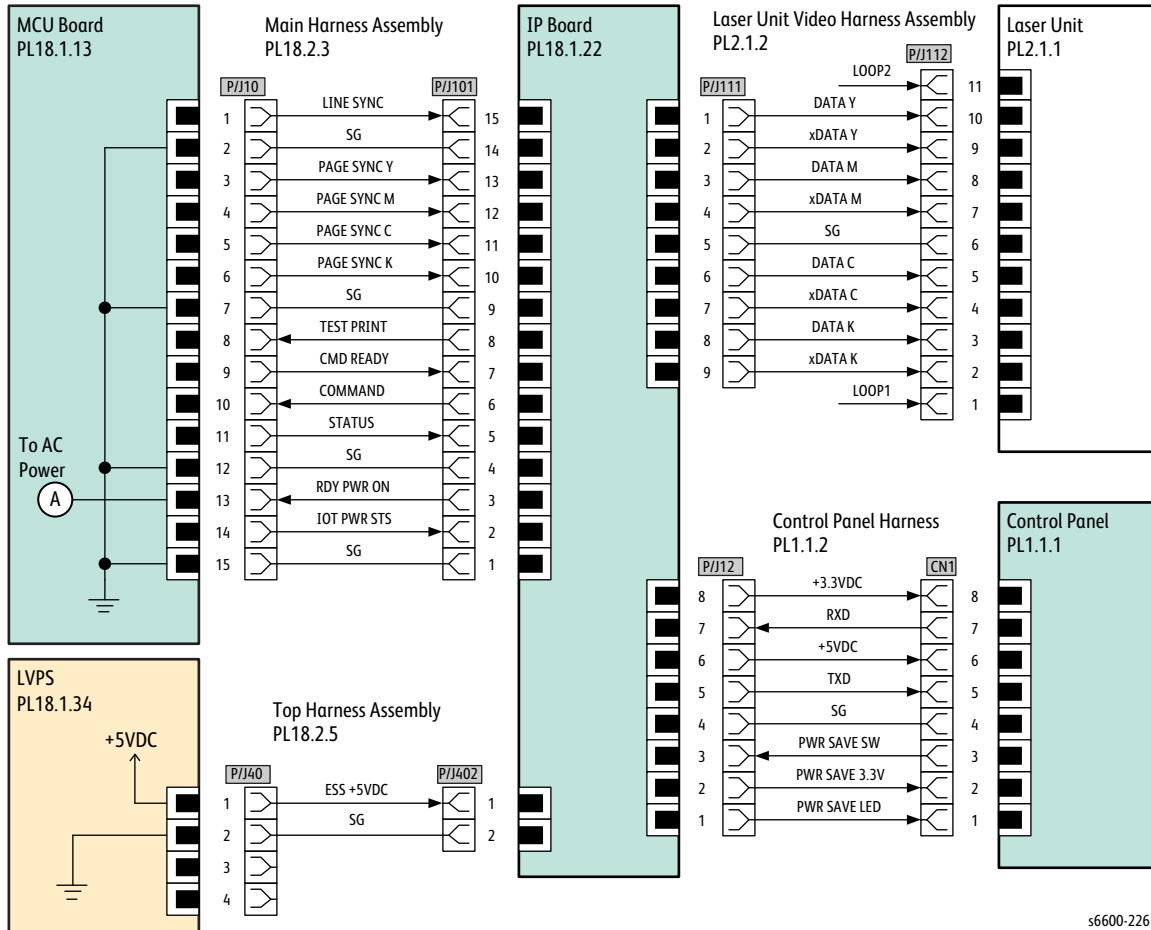 MCU Board
PL18.1.13
Main Harness Assembly
PL18.2.3
IP Board
PL18.1.22
Laser Unit Video Harness Assembly
PL2.1.2
Laser Unit
PL2.1.1
P/J10
P/J101
P/J111
P/J112
LOOP2 11
1 LINE SYNC 15
2 SG 14
3 PAGE SYNC Y 13
4 PAGE SYNC M 12
5 PAGE SYNC C 11
6 PAGE SYNC K 10
7 SG 9
8 TEST PRINT 8
9 CMD READY 7
10 COMMAND 6
11 STATUS 5
12 SG 4
13 RDY PWR ON 3
14 IOT PWR STS 2
15 SG 1
To AC
Power
A
1 DATA Y 10
2 xDATA Y 9
3 DATA M 8
4 xDATA M 7
5 SG 6
6 DATA C 5
7 xDATA C 4
8 DATA K 3
9 xDATA K 2
LOOP1 1
Control Panel Harness
PL1.1.2
Control Panel
PL1.1.1
P/J12
CN1
8 +3.3VDC 8
7 RXD 7
6 +5VDC 6
5 TXD 5
4 SG 4
3 PWR SAVE SW 3
2 PWR SAVE 3.3V 2
1 PWR SAVE LED 1
LVPS
PL18.1.34
+5VDC
Top Harness Assembly
PL18.2.5
P/J40
P/J402
1 ESS +5VDC 1
2 SG 2
3
4
s6600-226